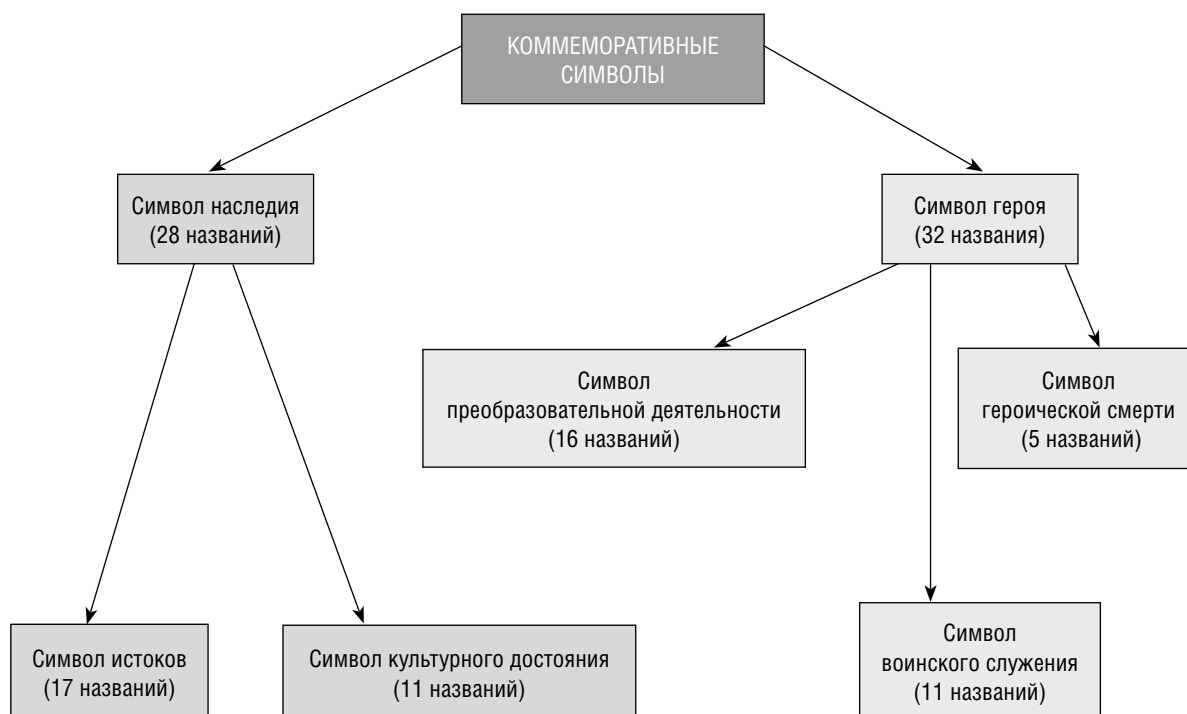 КОММЕМОРАТИВНЫЕ
СИМВОЛЫ
Символ наследия
(28 названий)
Символ героя
(32 названия)
Символ
преобразовательной деятельности
(16 названий)
Символ
героической смерти
(5 названий)
Символ истоков
(17 названий)
Символ культурного достояния
(11 названий)
Символ
воинского служения
(11 названий)